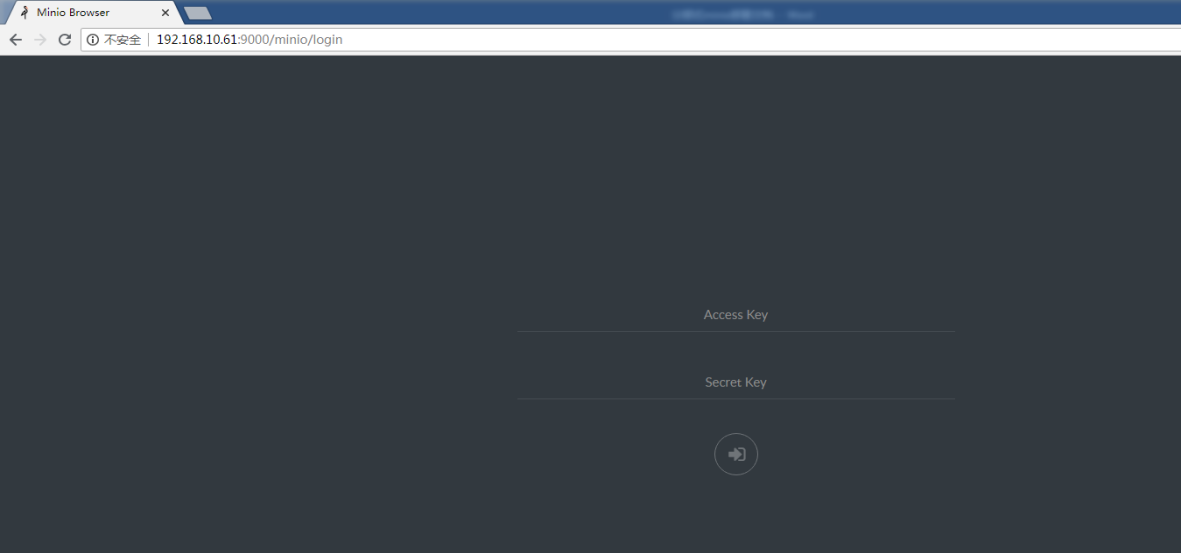 Minio Browser
不安全 192.168.10.61:9000/minio/login
Access Key
Secret Key